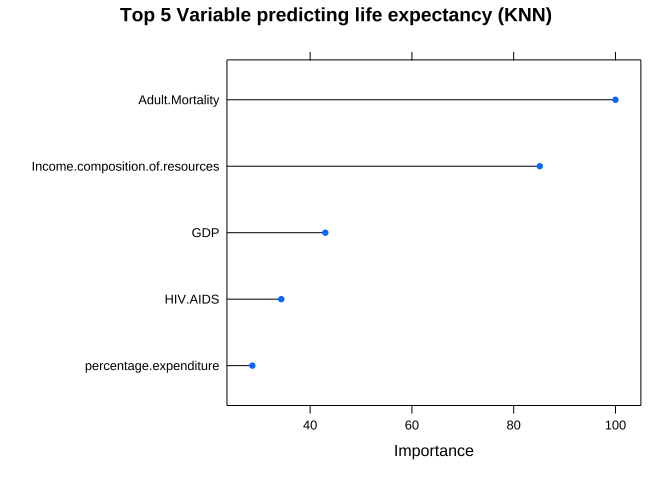 Top 5 Variable predicting life expectancy (KNN)
Adult.Mortality
Income.composition.of.resources
GDP
HIV.AIDS
percentage.expenditure
40 60 80 100
Importance